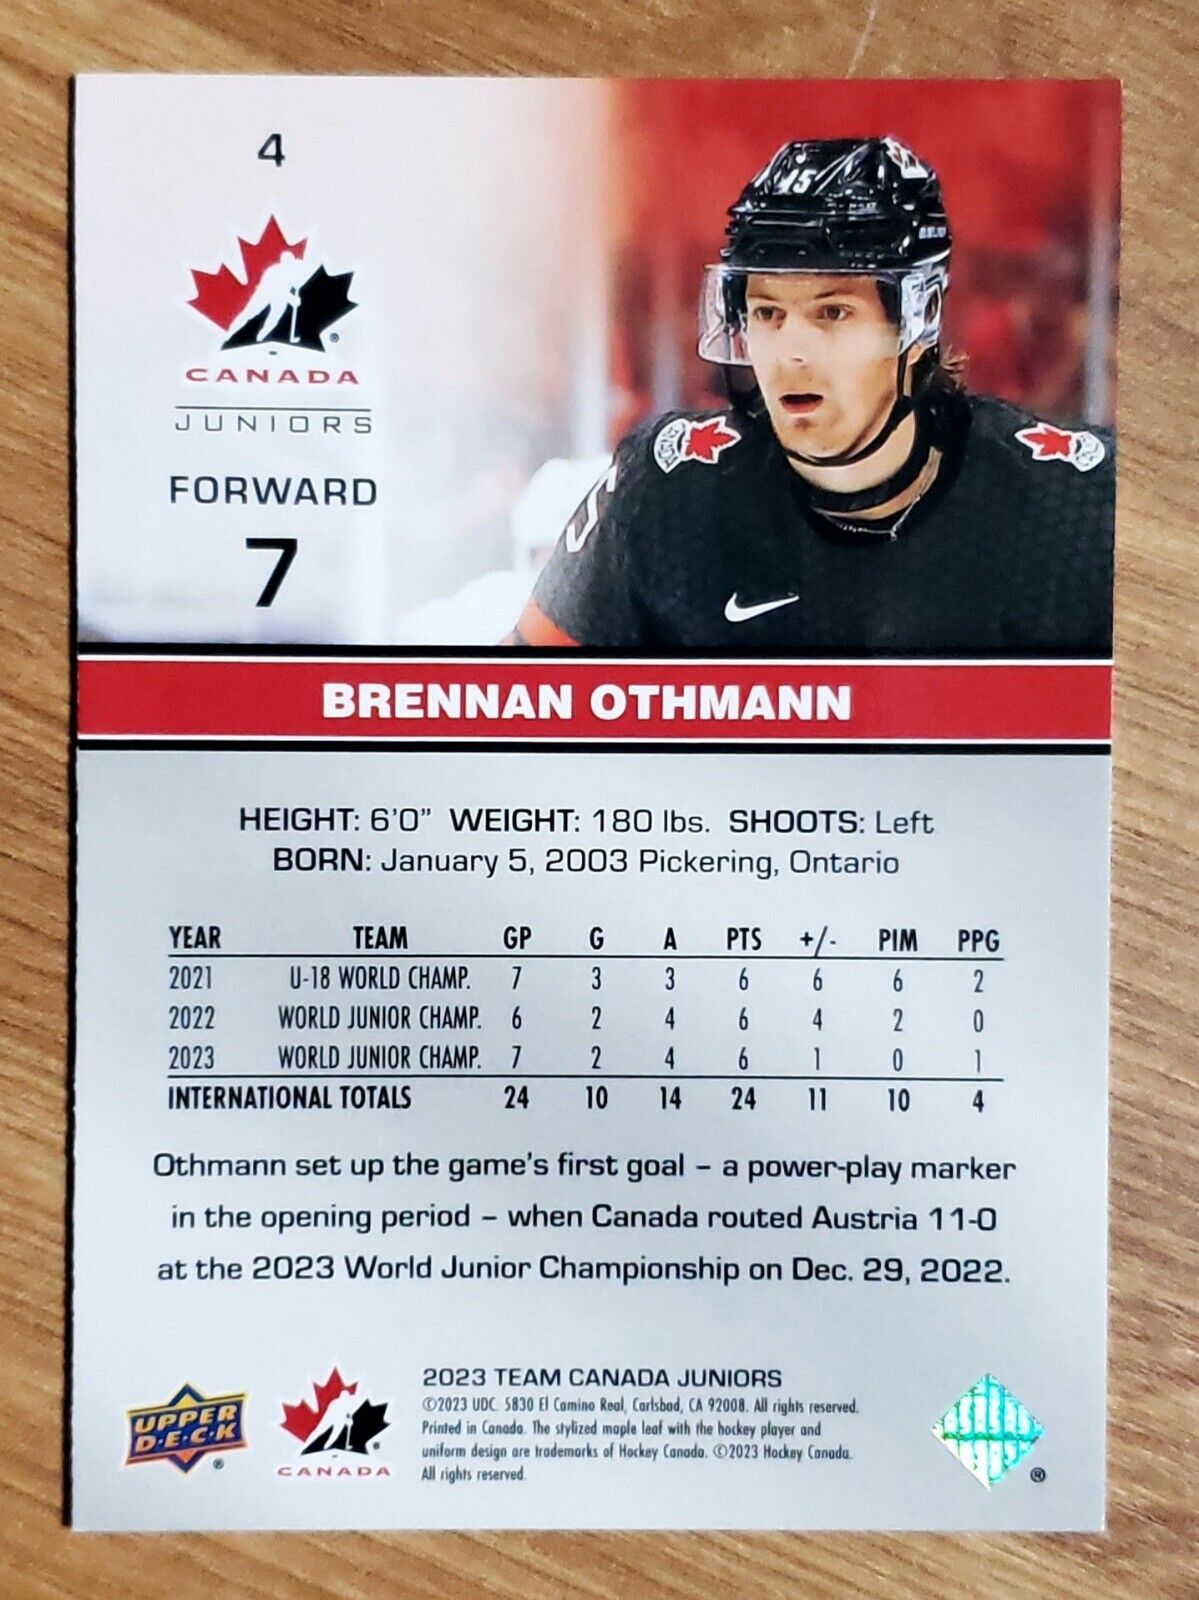 4
CANADA
JUNIORS
FORWARD
7
15
CANADA
BRENNAN OTHMANN
HEIGHT: 6'0" WEIGHT: 180 lbs. SHOOTS: Left
BORN: January 5, 2003 Pickering, Ontario
YEAR TEAM GP G A PTS +/- PIM PPG
2021 U-18 WORLD CHAMP. 7 3 3 6 6 6 2
2022 WORLD JUNIOR CHAMP. 6 2 4 6 4 2 0
2023 WORLD JUNIOR CHAMP. 7 2 4 6 1 0 1
INTERNATIONAL TOTALS 24 10 14 24 11 10 4
Othmann set up the game's first goal – a power-play marker
in the opening period – when Canada routed Austria 11-0
at the 2023 World Junior Championship on Dec. 29, 2022.
UPPER
D·E·C·K
®
CANADA
2023 TEAM CANADA JUNIORS
©2023 UDC. 5830 El Camino Real, Carlsbad, CA 92008. All rights reserved.
Printed in Canada. The stylized maple leaf with the hockey player and
uniform design are trademarks of Hockey Canada. ©2023 Hockey Canada.
All rights reserved.
®